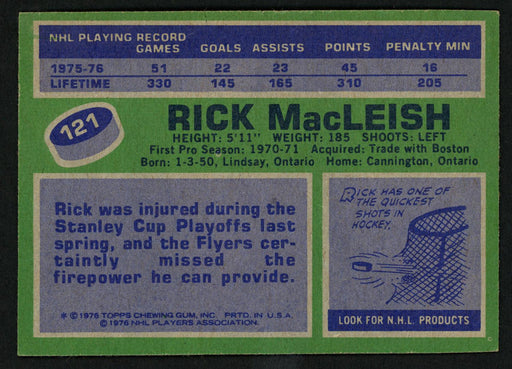 NHL PLAYING RECORD
GAMES GOALS ASSISTS POINTS PENALTY MIN
1975-76 51 22 23 45 16
LIFETIME 330 145 165 310 205
121
RICK MacLEISH
HEIGHT: 5'11" WEIGHT: 185 SHOOTS: LEFT
First Pro Season: 1970-71 Acquired: Trade with Boston
Born: 1-3-50, Lindsay, Ontario Home: Cannington, Ontario
Rick was injured during the
Stanley Cup Playoffs last
spring, and the Flyers cer-
taintly missed the
firepower he can provide.
* © 1976 TOPPS CHEWING GUM, INC. PRTD. IN U.S.A.
© 1976 NHL PLAYERS ASSOCIATION.
RICK HAS ONE OF
THE QUICKEST
SHOTS IN
HOCKEY.
LOOK FOR N.H.L. PRODUCTS